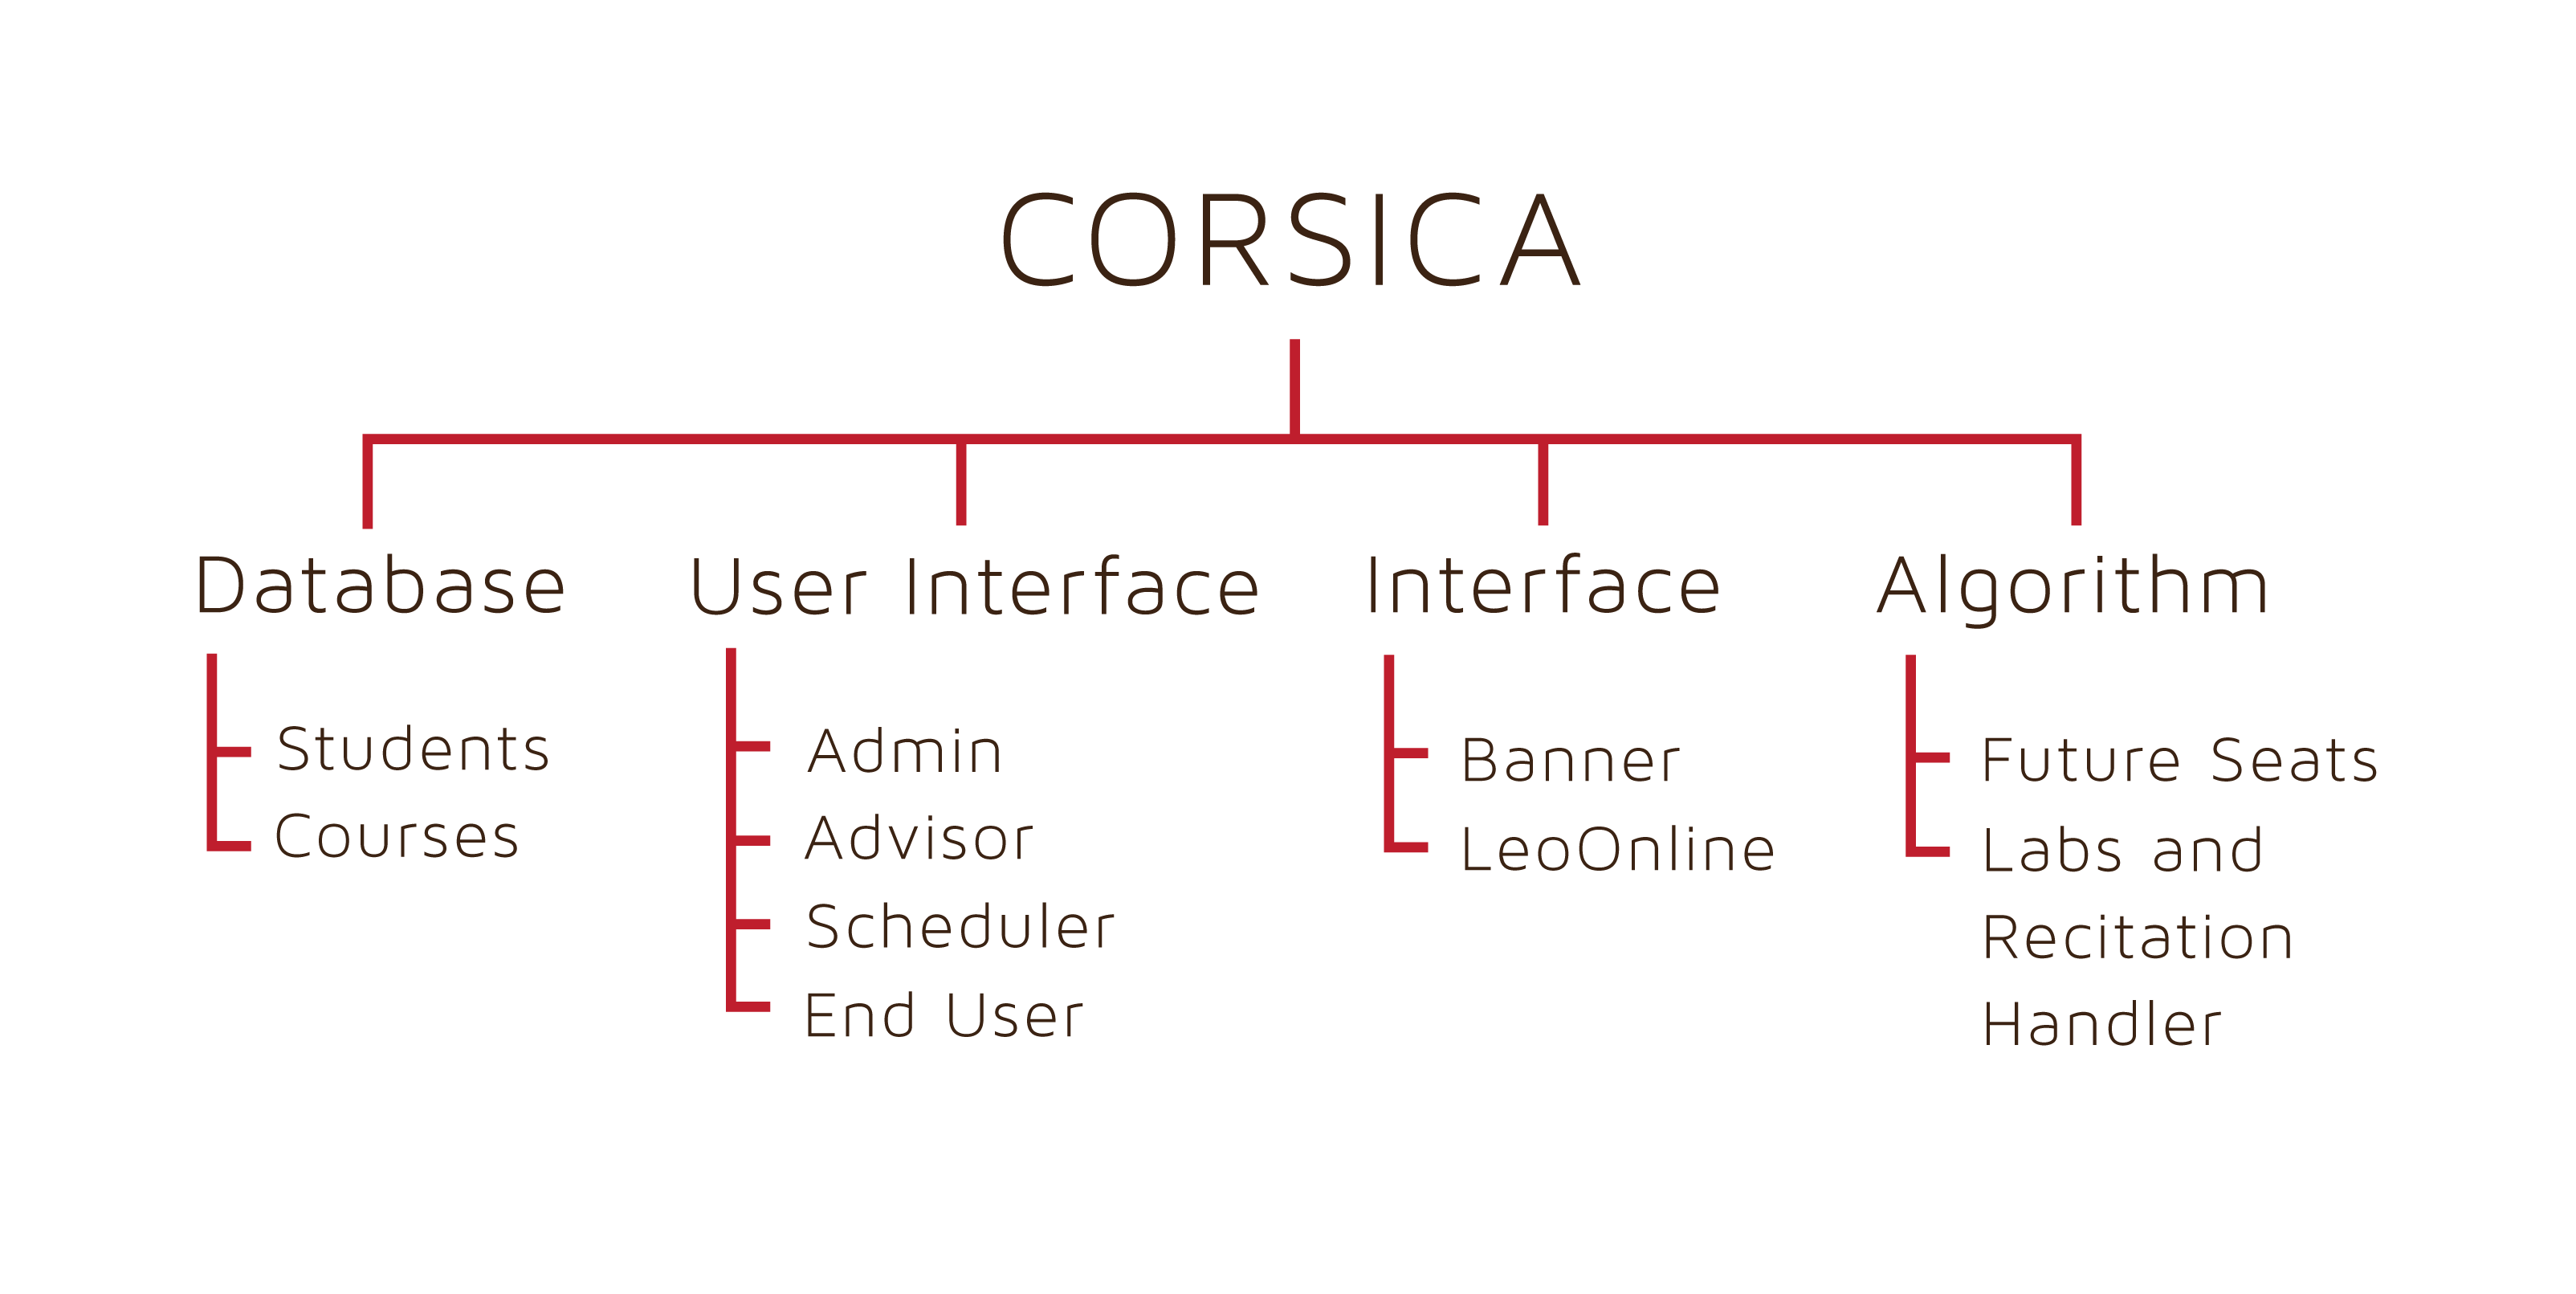 CORSICA
Database
Students
Courses
User Interface
Admin
Advisor
Scheduler
End User
Interface
Banner
LeoOnline
Algorithm
Future Seats
Labs and
Recitation
Handler